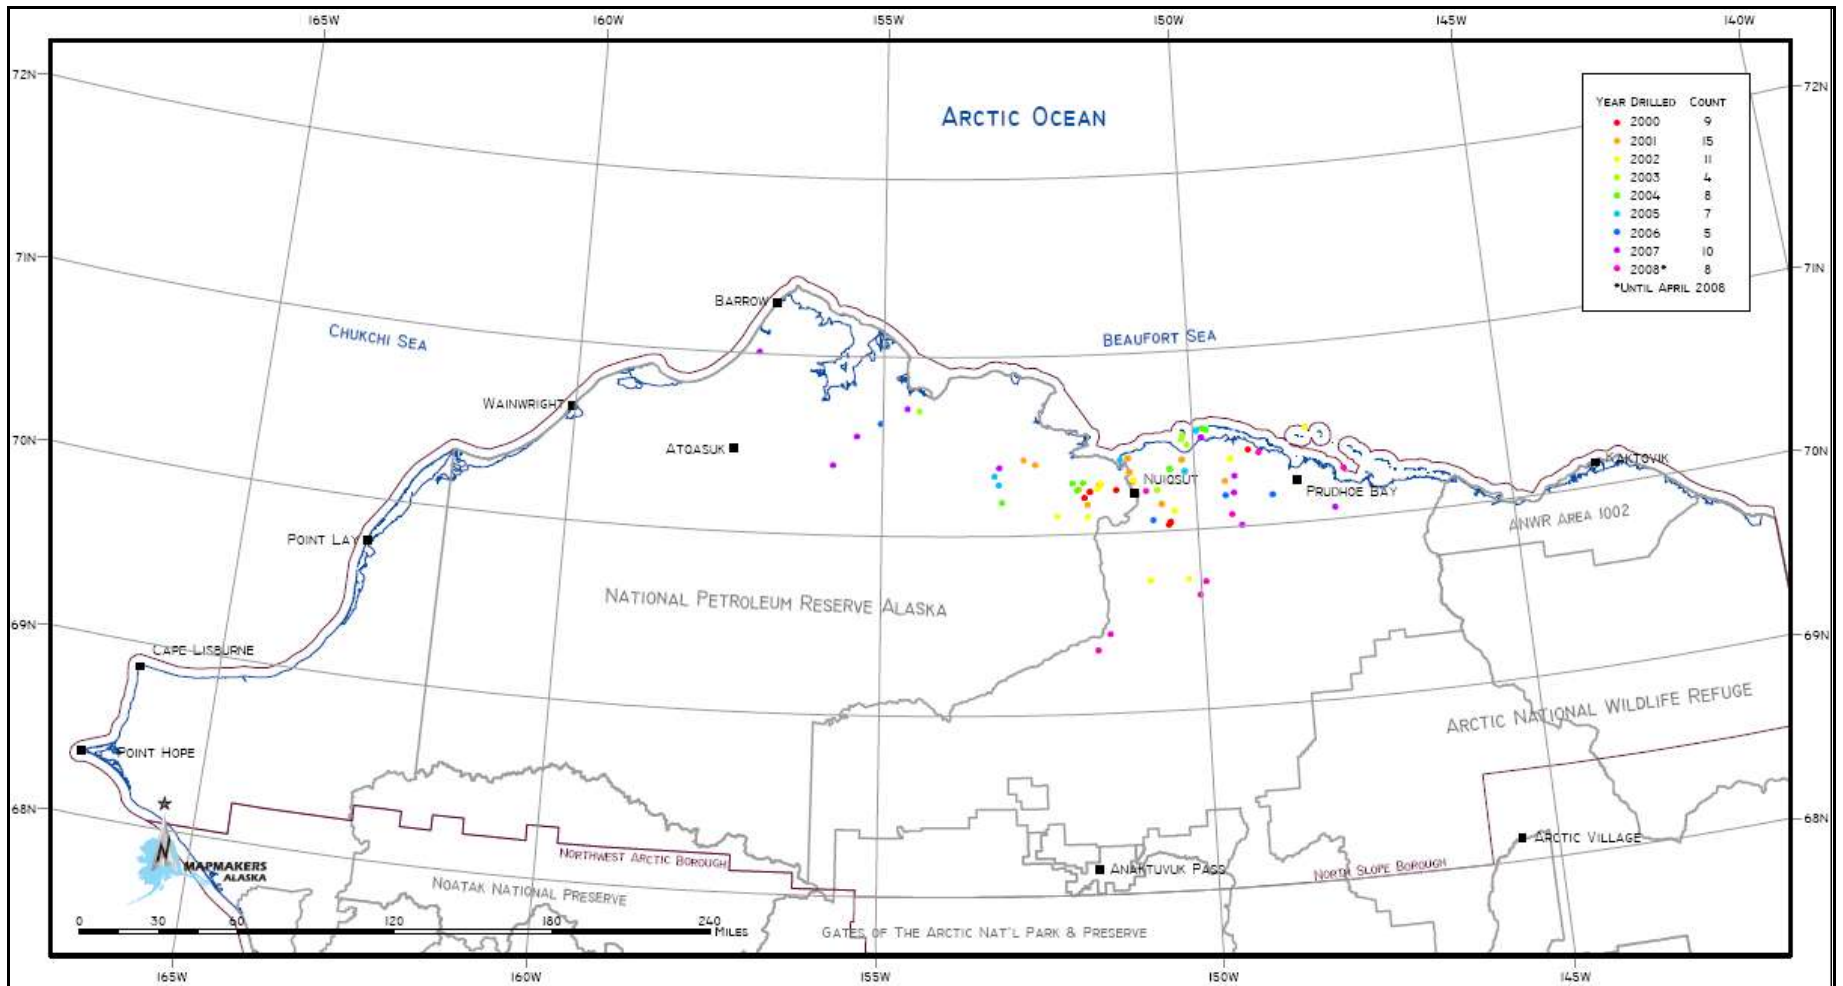 165W 160W 155W 150W 145W 140W
72N
72N
ARCTIC OCEAN
YEAR DRILLED COUNT
2000 9
2001 15
2002 11
2003 4
2004 8
2005 7
2006 5
2007 10
2008* 8
*UNTIL APRIL 2008
71N
71N
BARROW
CHUKCHI SEA
BEAUFORT SEA
WAINWRIGHT
70N
ATQASUK
70N
KAKTOVIK
NUIQSUT
PRUDHOE BAY
ANWR AREA 1002
POINT LAY
NATIONAL PETROLEUM RESERVE ALASKA
69N
69N
CAPE LISBURNE
ARCTIC NATIONAL WILDLIFE REFUGE
POINT HOPE
68N
68N
ARCTIC VILLAGE
N
MAPMAKERS
ALASKA
NORTHWEST ARCTIC BOROUGH
ANAKTUVUK PASS
NORTH SLOPE BOROUGH
NOATAK NATIONAL PRESERVE
0 30 60 120 180 240
MILES
GATES OF THE ARCTIC NAT'L PARK & PRESERVE
165W 160W 155W 150W 145W